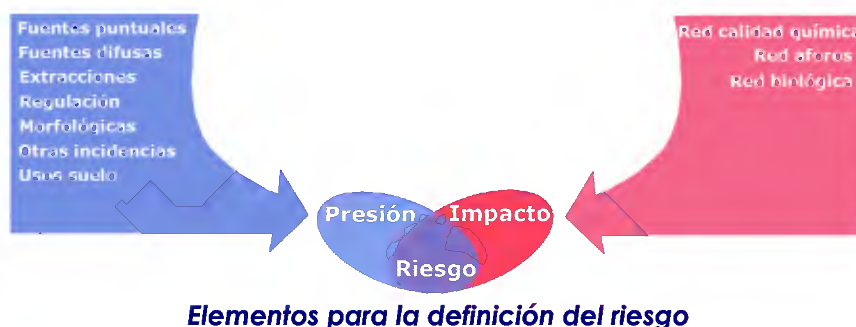 Fuentes puntuales
Fuentes difusas
Extracciones
Regulación
Morfológicas
Otras incidencias
Usos suelo
Red calidad química
Red aforos
Red biológica
Presión
Impacto
Riesgo
Elementos para la definición del riesgo